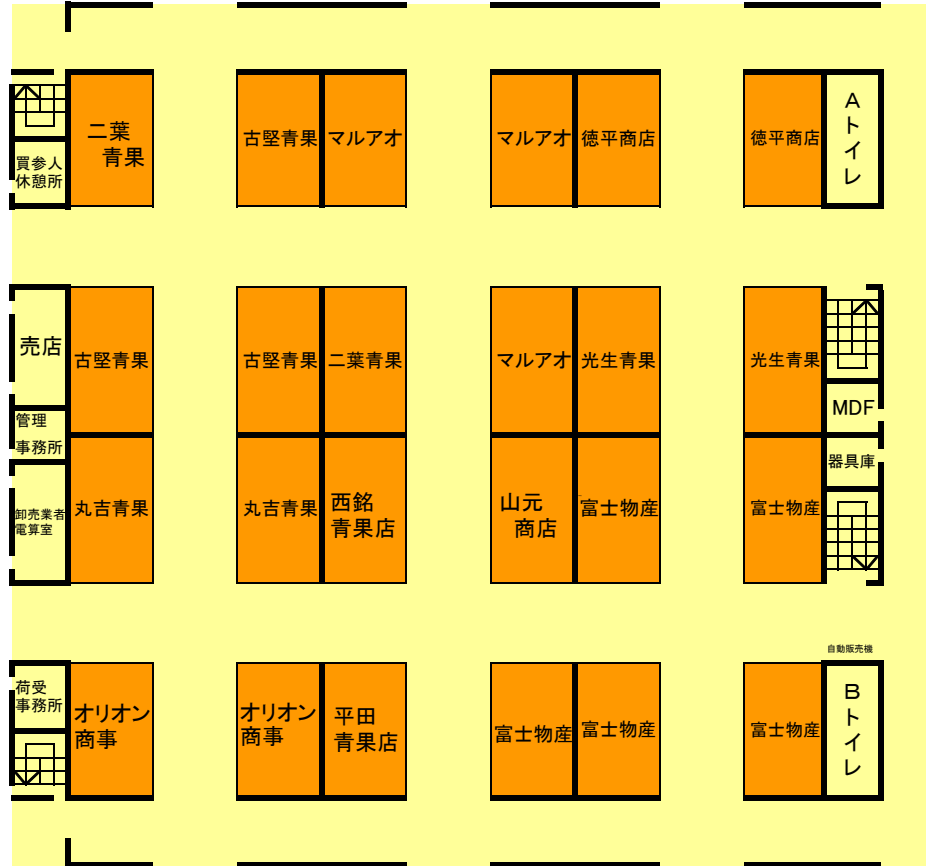 二葉
青果
古堅青果
マルアオ
マルアオ
徳平商店
徳平商店
Aトイレ
買参人
休憩所
売店
古堅青果
古堅青果
二葉青果
マルアオ
光生青果
光生青果
MDF
管理
事務所
器具庫
卸売業者
電算室
丸吉青果
丸吉青果
西銘
青果店
山元
商店
富士物産
富士物産
自動販売機
荷受
事務所
オリオン
商事
オリオン
商事
平田
青果店
富士物産
富士物産
富士物産
Bトイレ